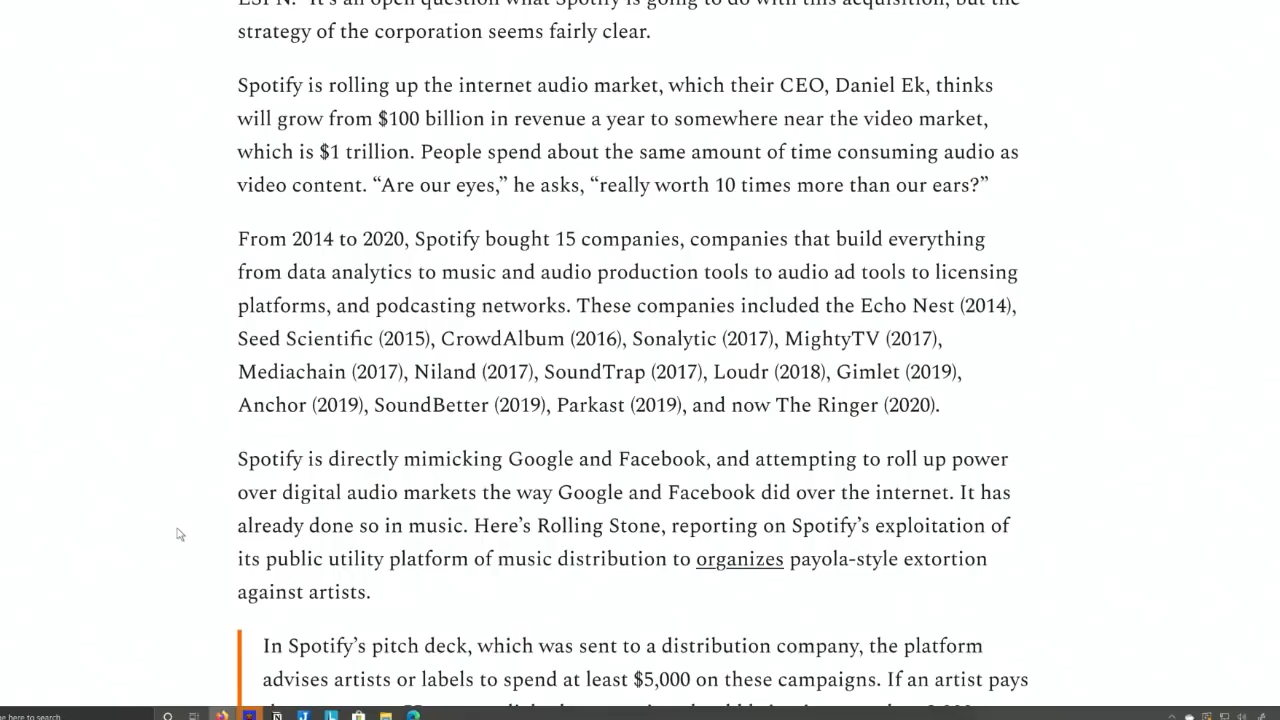 strategy of the corporation seems fairly clear.
Spotify is rolling up the internet audio market, which their CEO, Daniel Ek, thinks
will grow from $100 billion in revenue a year to somewhere near the video market,
which is $1 trillion. People spend about the same amount of time consuming audio as
video content. “Are our eyes,” he asks, “really worth 10 times more than our ears?”
From 2014 to 2020, Spotify bought 15 companies, companies that build everything
from data analytics to music and audio production tools to audio ad tools to licensing
platforms, and podcasting networks. These companies included the Echo Nest (2014),
Seed Scientific (2015), CrowdAlbum (2016), Sonalytic (2017), MightyTV (2017),
Mediachain (2017), Niland (2017), SoundTrap (2017), Loudr (2018), Gimlet (2019),
Anchor (2019), SoundBetter (2019), Parkast (2019), and now The Ringer (2020).
Spotify is directly mimicking Google and Facebook, and attempting to roll up power
over digital audio markets the way Google and Facebook did over the internet. It has
already done so in music. Here’s Rolling Stone, reporting on Spotify’s exploitation of
its public utility platform of music distribution to organizes payola-style extortion
against artists.
In Spotify’s pitch deck, which was sent to a distribution company, the platform
advises artists or labels to spend at least $5,000 on these campaigns. If an artist pays
here to search